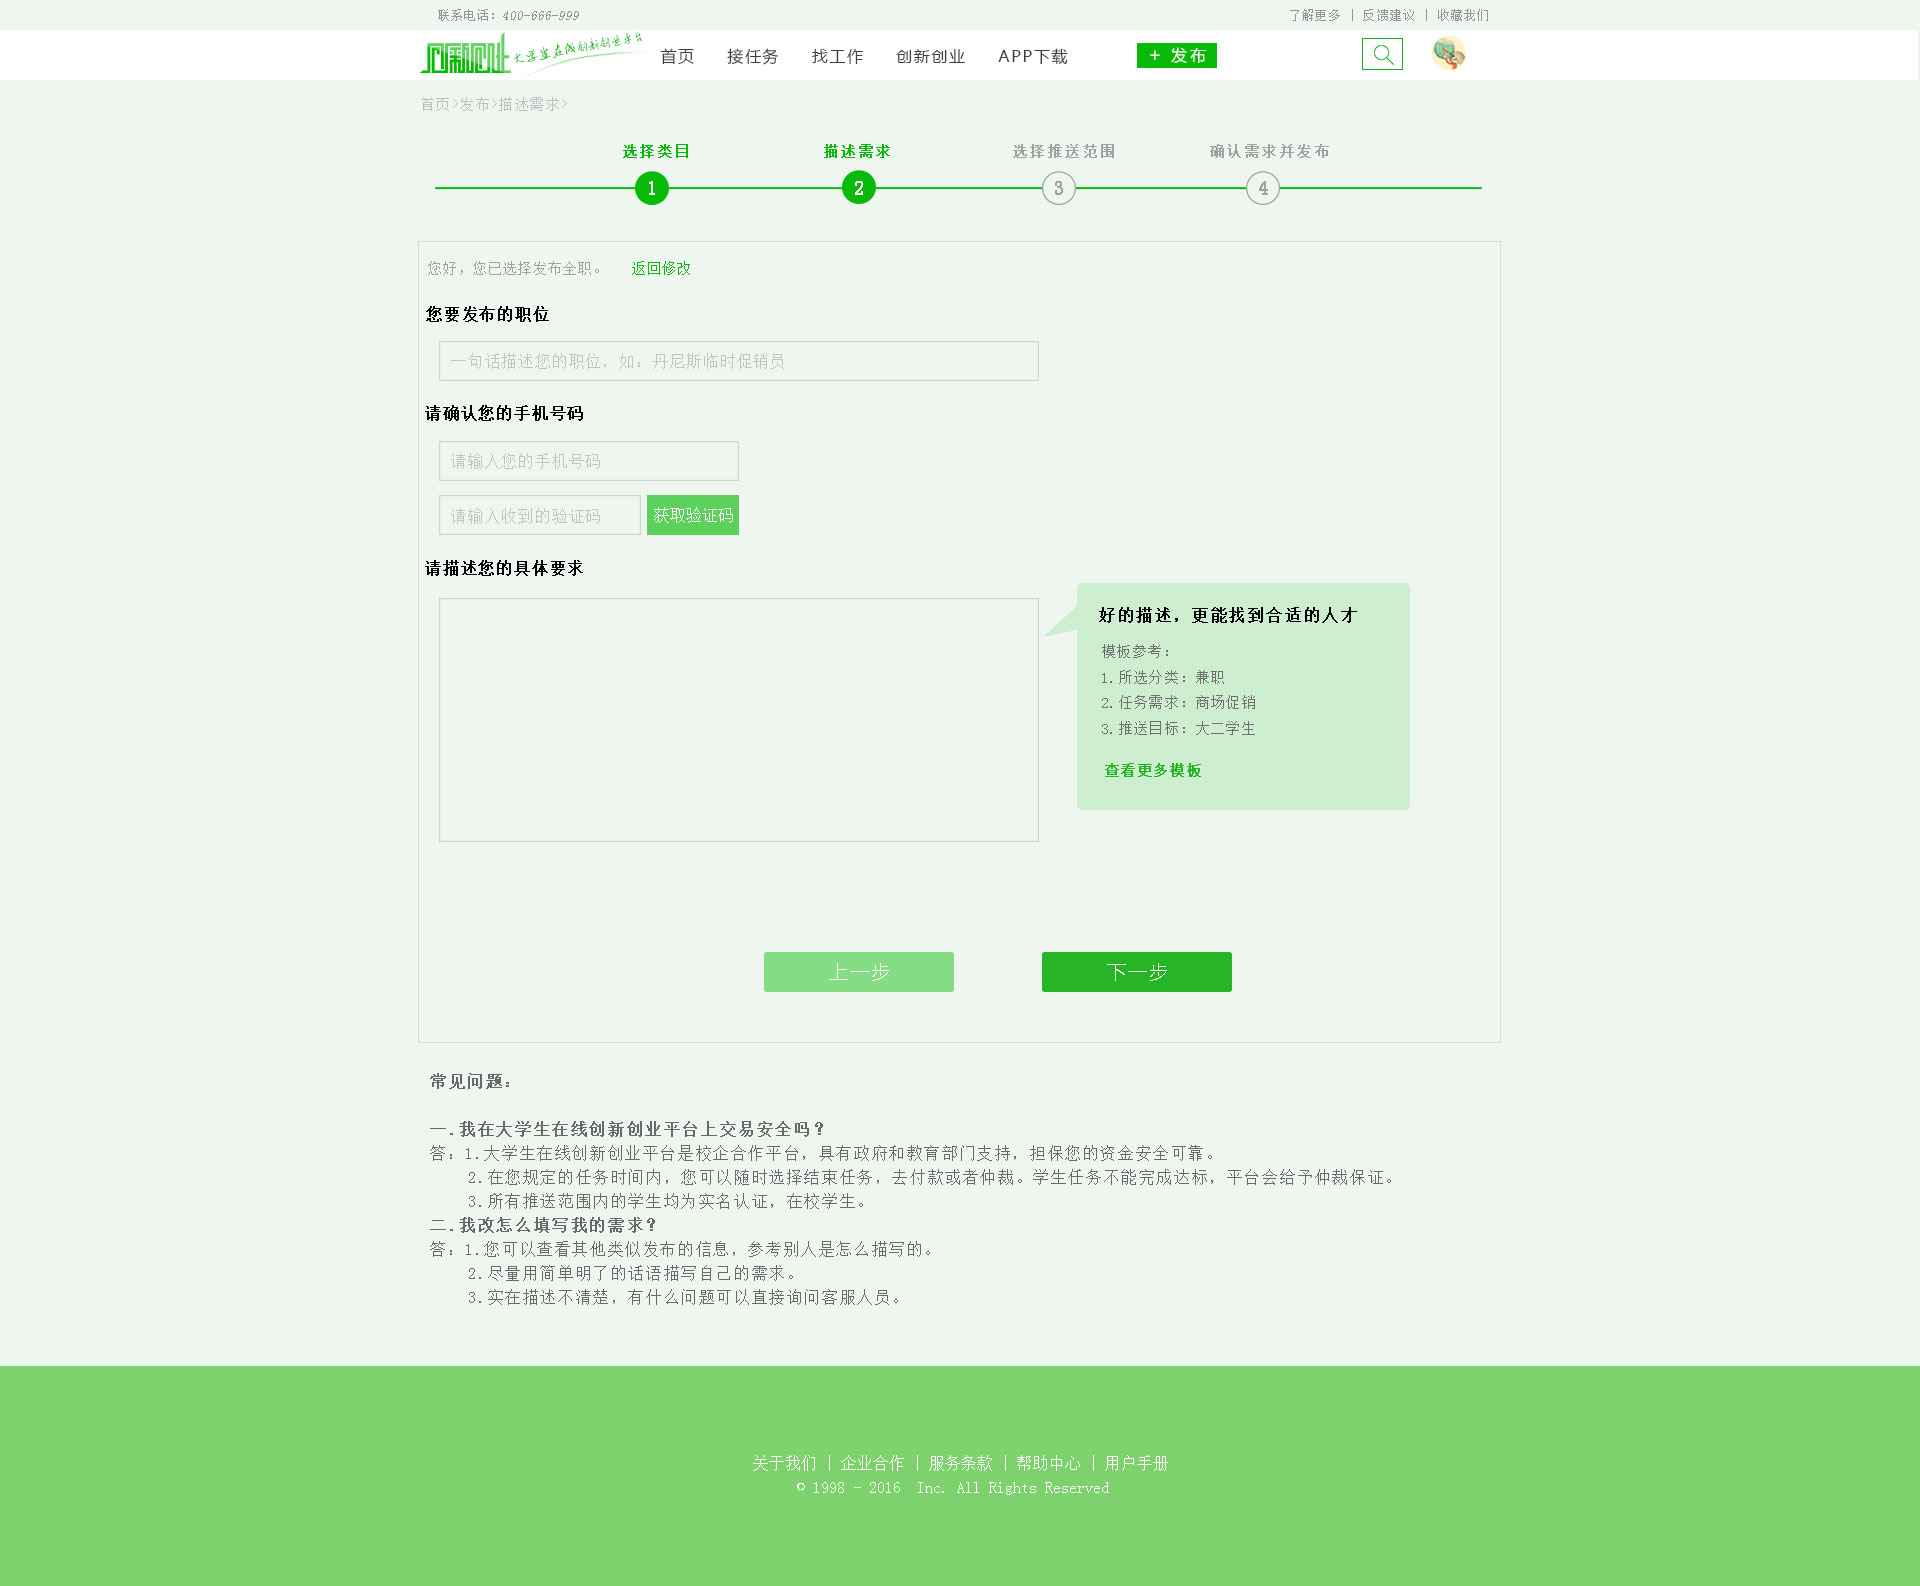 联系电话：400-666-999
了解更多 | 反馈建议 | 收藏我们
大学生在线创新创业平台
首页 接任务 找工作 创新创业 APP下载 + 发布
首页>发布>描述需求>
选择类目 描述需求 选择推送范围 确认需求并发布
1 2 3 4
您好，您已选择发布全职。 返回修改
您要发布的职位
一句话描述您的职位，如：丹尼斯临时促销员
请确认您的手机号码
请输入您的手机号码
请输入收到的验证码 获取验证码
请描述您的具体要求
好的描述，更能找到合适的人才
模板参考：
1.所选分类：兼职
2.任务需求：商场促销
3.推送目标：大二学生
查看更多模板
上一步 下一步
常见问题：
一.我在大学生在线创新创业平台上交易安全吗？
答：1.大学生在线创新创业平台是校企合作平台，具有政府和教育部门支持，担保您的资金安全可靠。
2.在您规定的任务时间内，您可以随时选择结束任务，去付款或者仲裁。学生任务不能完成达标，平台会给予仲裁保证。
3.所有推送范围内的学生均为实名认证，在校学生。
二.我改怎么填写我的需求？
答：1.您可以查看其他类似发布的信息，参考别人是怎么描写的。
2.尽量用简单明了的话语描写自己的需求。
3.实在描述不清楚，有什么问题可以直接询问客服人员。
关于我们 | 企业合作 | 服务条款 | 帮助中心 | 用户手册
© 1998 - 2016 Inc. All Rights Reserved